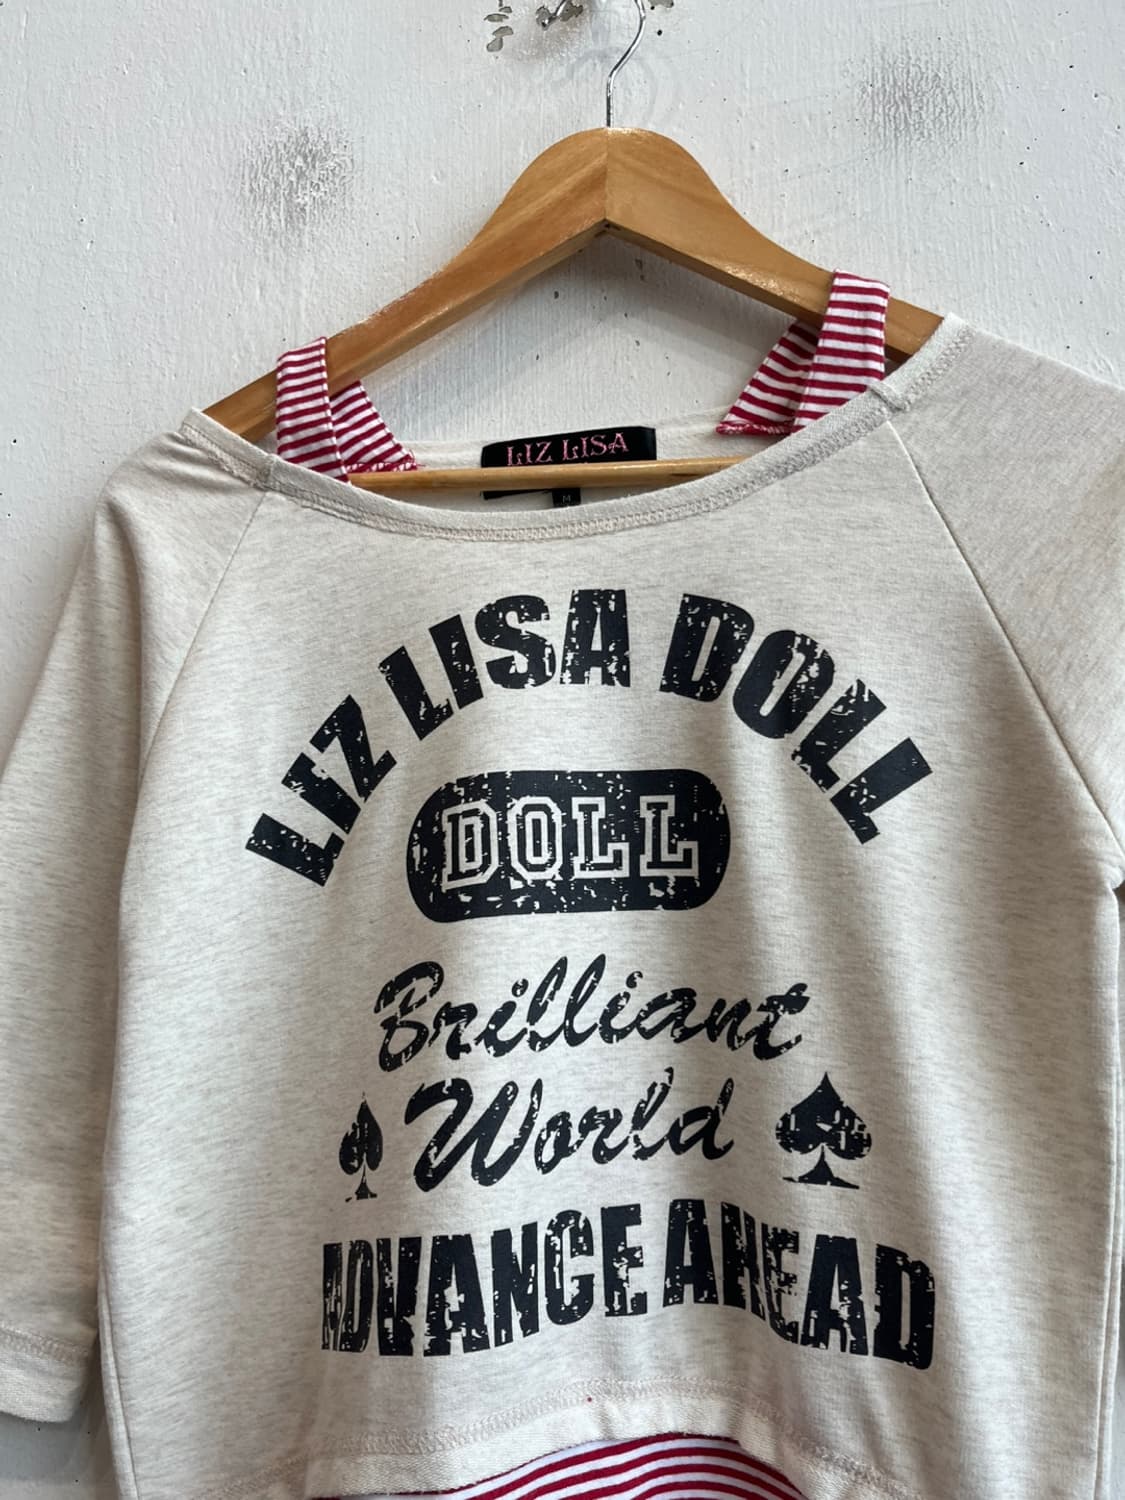 LIZ LISA
M
LIZ LISA DOLL
DOLL
Brilliant
World
ADVANCE AHEAD